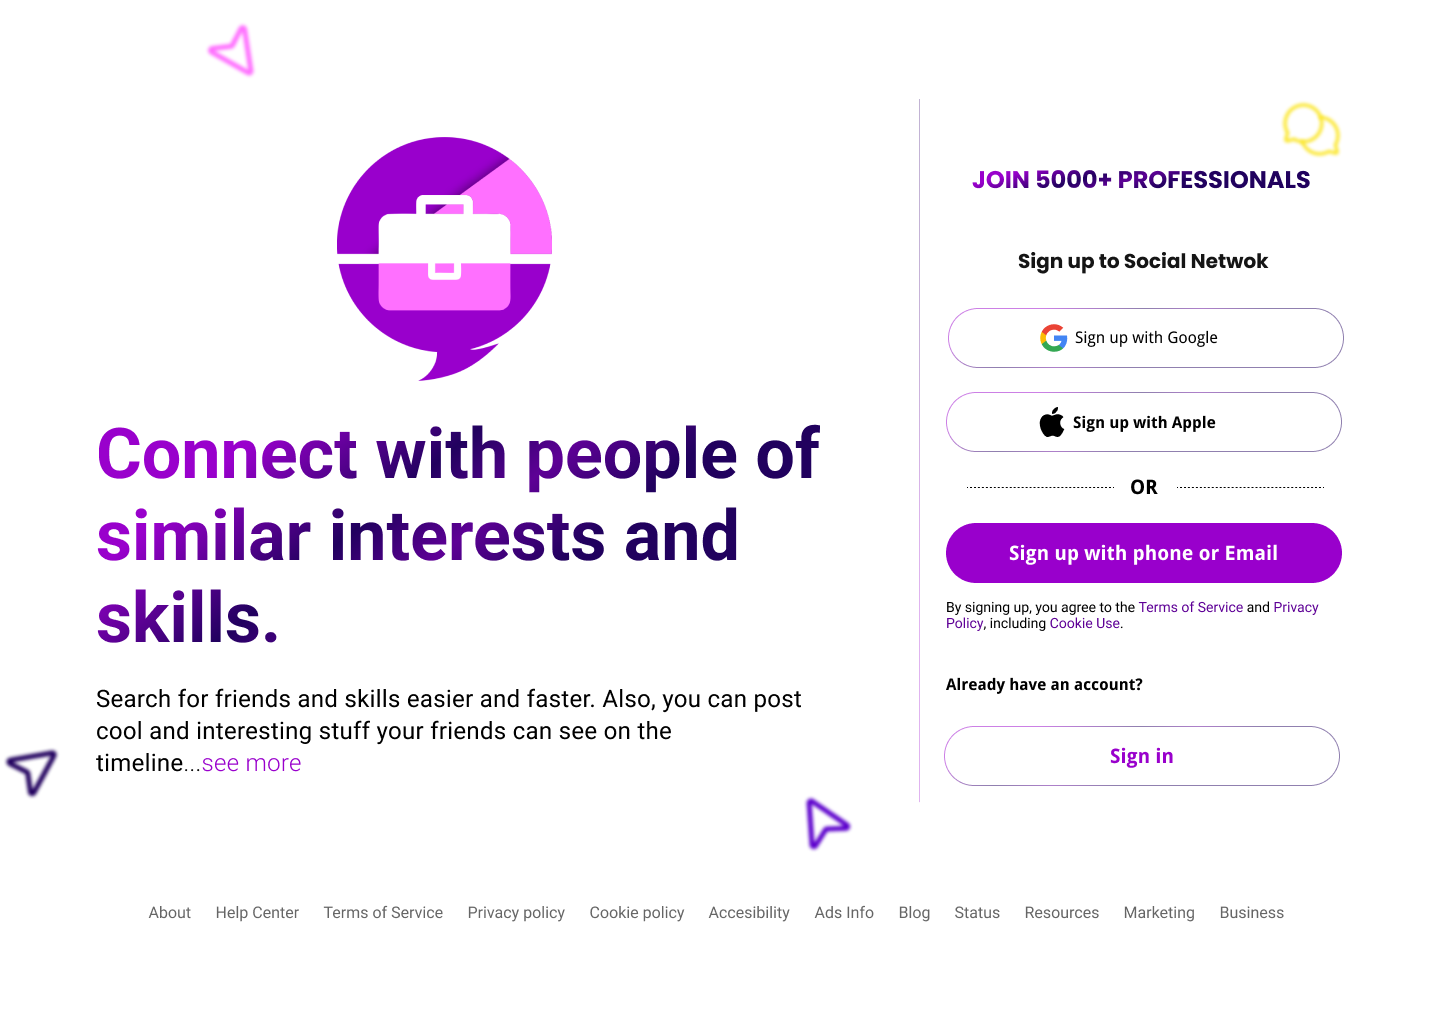 Connect with people of
similar interests and
skills.
Search for friends and skills easier and faster. Also, you can post
cool and interesting stuff your friends can see on the
timeline...see more
JOIN 5000+ PROFESSIONALS
Sign up to Social Netwok
Sign up with Google
Sign up with Apple
OR
Sign up with phone or Email
By signing up, you agree to the Terms of Service and Privacy
Policy, including Cookie Use.
Already have an account?
Sign in
About Help Center Terms of Service Privacy policy Cookie policy Accesibility Ads Info Blog Status Resources Marketing Business